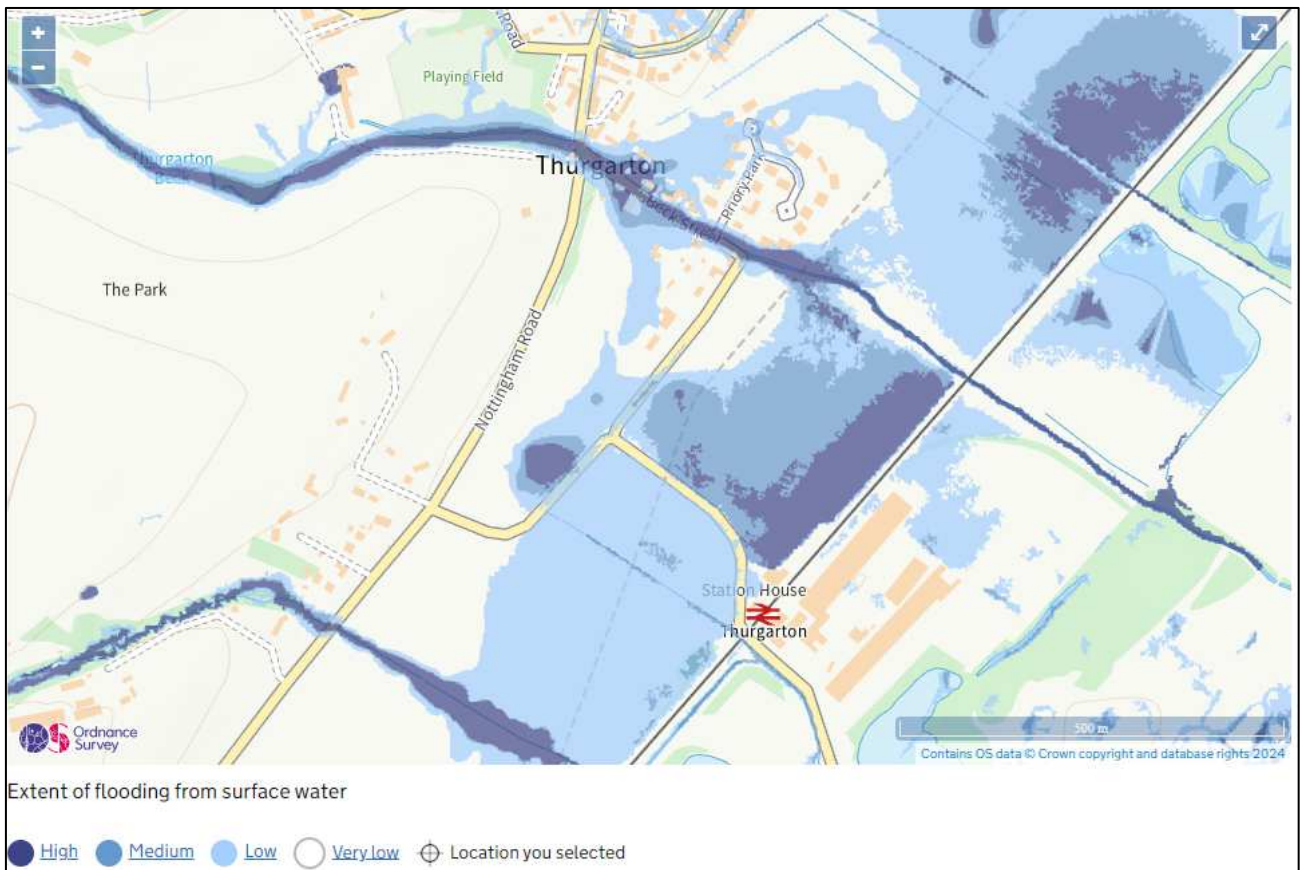 +
−
Road
Playing Field
Thurgarton
Beck
Thurgarton
Beck Street
Priory Park
The Park
Nottingham Road
Station House
Thurgarton
Ordnance
Survey
500 m
Contains OS data © Crown copyright and database rights 2024
Extent of flooding from surface water
High Medium Low Very low Location you selected